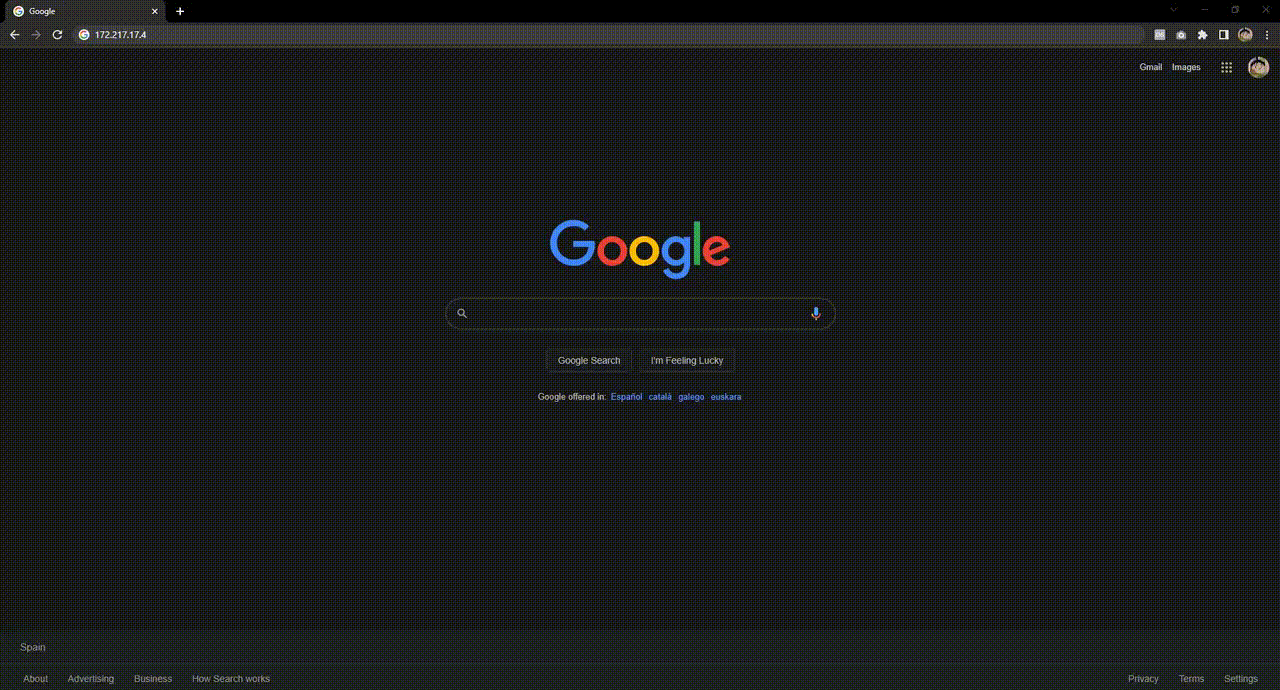 Google
172.217.17.4
Gmail Images
Google
Google Search I'm Feeling Lucky
Google offered in: Español català galego euskara
Spain
About Advertising Business How Search works Privacy Terms Settings